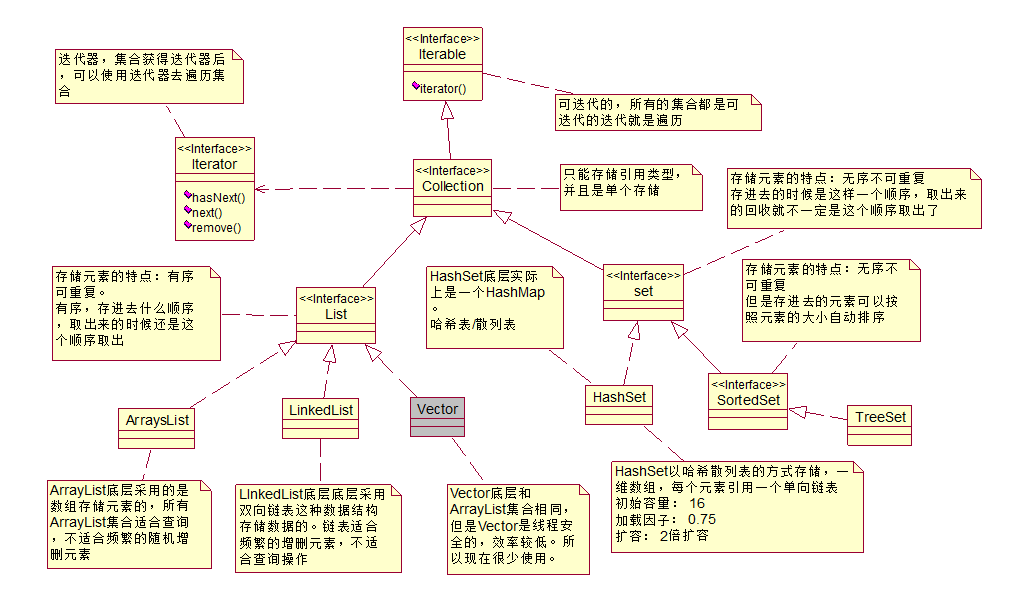 <<Interface>>
Iterable
iterator()
迭代器，集合获得迭代器后
，可以使用迭代器去遍历集
合
可迭代的，所有的集合都是可
迭代的迭代就是遍历
<<Interface>>
Iterator
hasNext()
next()
remove()
<<Interface>>
Collection
只能存储引用类型，
并且是单个存储
存储元素的特点：无序不可重复
存进去的时候是这样一个顺序，取出来
的回收就不一定是这个顺序取出了
存储元素的特点：有序
可重复。
有序，存进去什么顺序
，取出来的时候还是这
个顺序取出
<<Interface>>
List
HashSet底层实际
上是一个HashMap
。
哈希表/散列表
<<Interface>>
set
存储元素的特点：无序不
可重复
但是存进去的元素可以按
照元素的大小自动排序
ArraysList
LinkedList
Vector
HashSet
<<Interface>>
SortedSet
TreeSet
ArrayList底层采用的是
数组存储元素的，所有
ArrayList集合适合查询
，不适合频繁的随机增
删元素
LInkedList底层底层采用
双向链表这种数据结构
存储数据的。链表适合
频繁的增删元素，不适
合查询操作
Vector底层和
ArrayList集合相同，
但是Vector是线程安
全的，效率较低。所
以现在很少使用。
HashSet以哈希散列表的方式存储，一
维数组，每个元素引用一个单向链表
初始容量： 16
加载因子：0.75
扩容： 2倍扩容